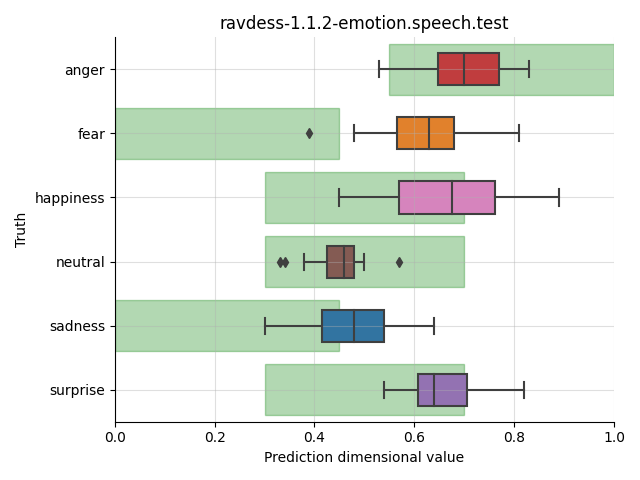 ravdess-1.1.2-emotion.speech.test
Truth
anger
fear
happiness
neutral
sadness
surprise
0.0 0.2 0.4 0.6 0.8 1.0
Prediction dimensional value